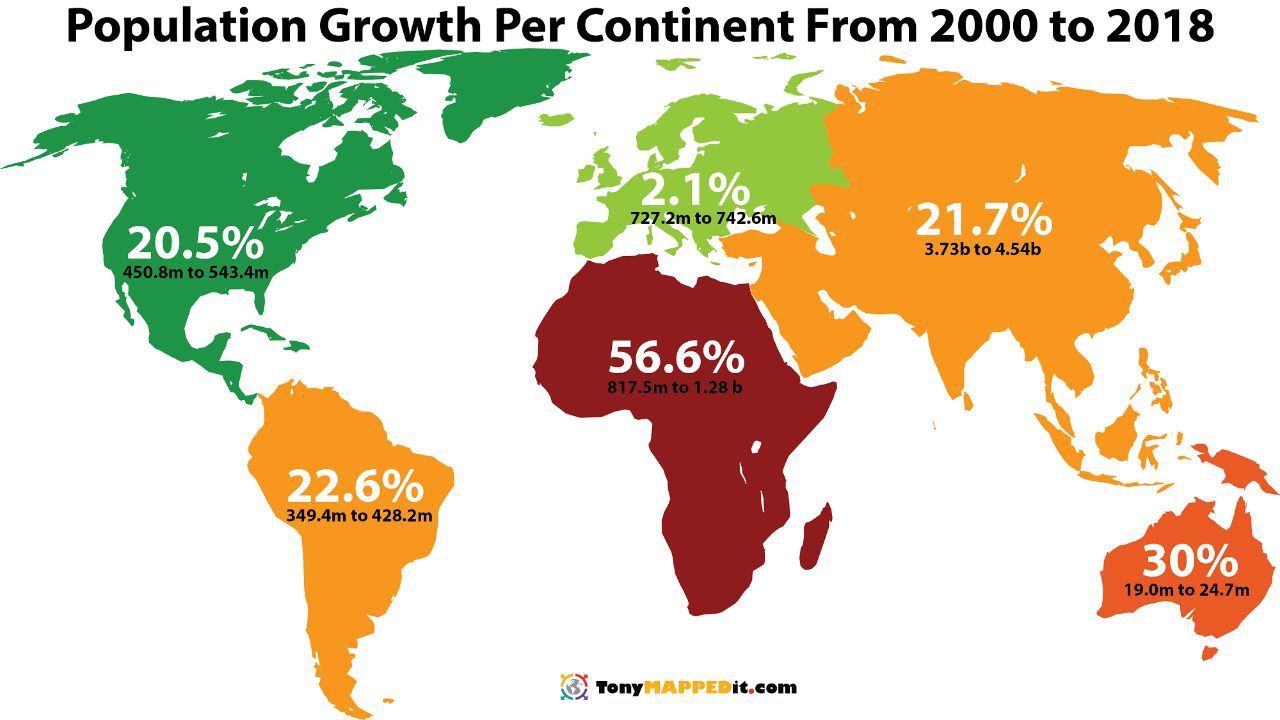 Population Growth Per Continent From 2000 to 2018
2.1%
727.2m to 742.6m
20.5%
450.8m to 543.4m
21.7%
3.73b to 4.54b
56.6%
817.5m to 1.28 b
22.6%
349.4m to 428.2m
30%
19.0m to 24.7m
TonyMAPPEDit.com